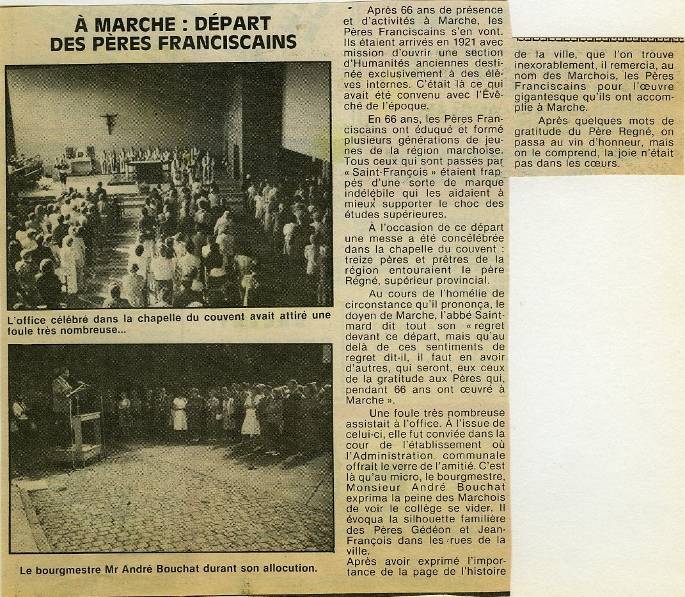 À MARCHE : DÉPART
DES PÈRES FRANCISCAINS
L'office célébré dans la chapelle du couvent avait attiré une
foule très nombreuse...
Le bourgmestre Mr André Bouchat durant son allocution.
Après 66 ans de présence
et d'activités à Marche, les
Pères Franciscains s'en vont.
Ils étaient arrivés en 1921 avec
mission d'ouvrir une section
d'Humanités anciennes desti-
née exclusivement à des élè-
ves internes. C'était là ce qui
avait été convenu avec l'Évê-
ché de l'époque.
En 66 ans, les Pères Fran-
ciscains ont éduqué et formé
plusieurs générations de jeu-
nes de la région marchoise.
Tous ceux qui sont passés par
« Saint-François » étaient frap-
pés d'une sorte de marque
indélébile qui les aidaient à
mieux supporter le choc des
études supérieures.
À l'occasion de ce départ
une messe a été concélébrée
dans la chapelle du couvent :
treize pères et prêtres de la
région entouraient le père
Régné, supérieur provincial.
Au cours de l'homélie de
circonstance qu'il prononça, le
doyen de Marche, l'abbé Saint-
mard dit tout son « regret
devant ce départ, mais qu'au
delà de ces sentiments de
regret dit-il, il faut en avoir
d'autres, qui seront, eux ceux
de la gratitude aux Pères qui,
pendant 66 ans ont œuvré à
Marche ».
Une foule très nombreuse
assistait à l'office. À l'issue de
celui-ci, elle fut conviée dans la
cour de l'établissement où
l'Administration communale
offrait le verre de l'amitié. C'est
là qu'au micro, le bourgmestre,
Monsieur André Bouchat
exprima la peine des Marchois
de voir le collège se vider. Il
évoqua la silhouette familière
des Pères Gédéon et Jean-
François dans les rues de la
ville.
Après avoir exprimé l'impor-
tance de la page de l'histoire
de la ville, que l'on trouve
inexorablement, il remercia, au
nom des Marchois, les Pères
Franciscains pour l'œuvre
gigantesque qu'ils ont accom-
plie à Marche.
Après quelques mots de
gratitude du Père Regné, on
passa au vin d'honneur, mais
on le comprend, la joie n'était
pas dans les cœurs.